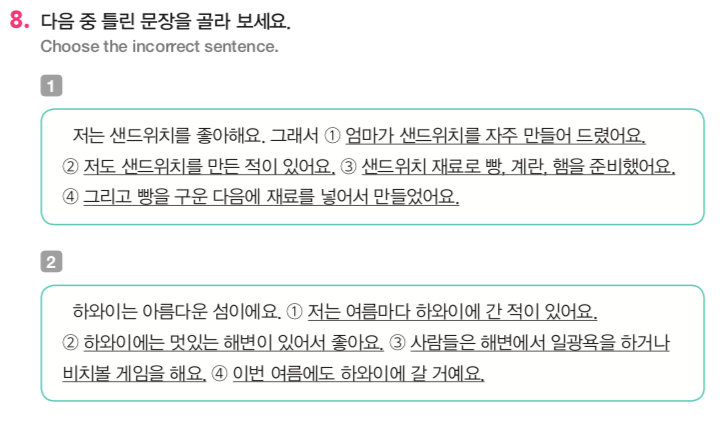 8. 다음 중 틀린 문장을 골라 보세요.
Choose the incorrect sentence.
1
저는 샌드위치를 좋아해요. 그래서 ① 엄마가 샌드위치를 자주 만들어 드렸어요.
② 저도 샌드위치를 만든 적이 있어요. ③ 샌드위치 재료로 빵, 계란, 햄을 준비했어요.
④ 그리고 빵을 구운 다음에 재료를 넣어서 만들었어요.
2
하와이는 아름다운 섬이에요. ① 저는 여름마다 하와이에 간 적이 있어요.
② 하와이에는 멋있는 해변이 있어서 좋아요. ③ 사람들은 해변에서 일광욕을 하거나
비치볼 게임을 해요. ④ 이번 여름에도 하와이에 갈 거예요.